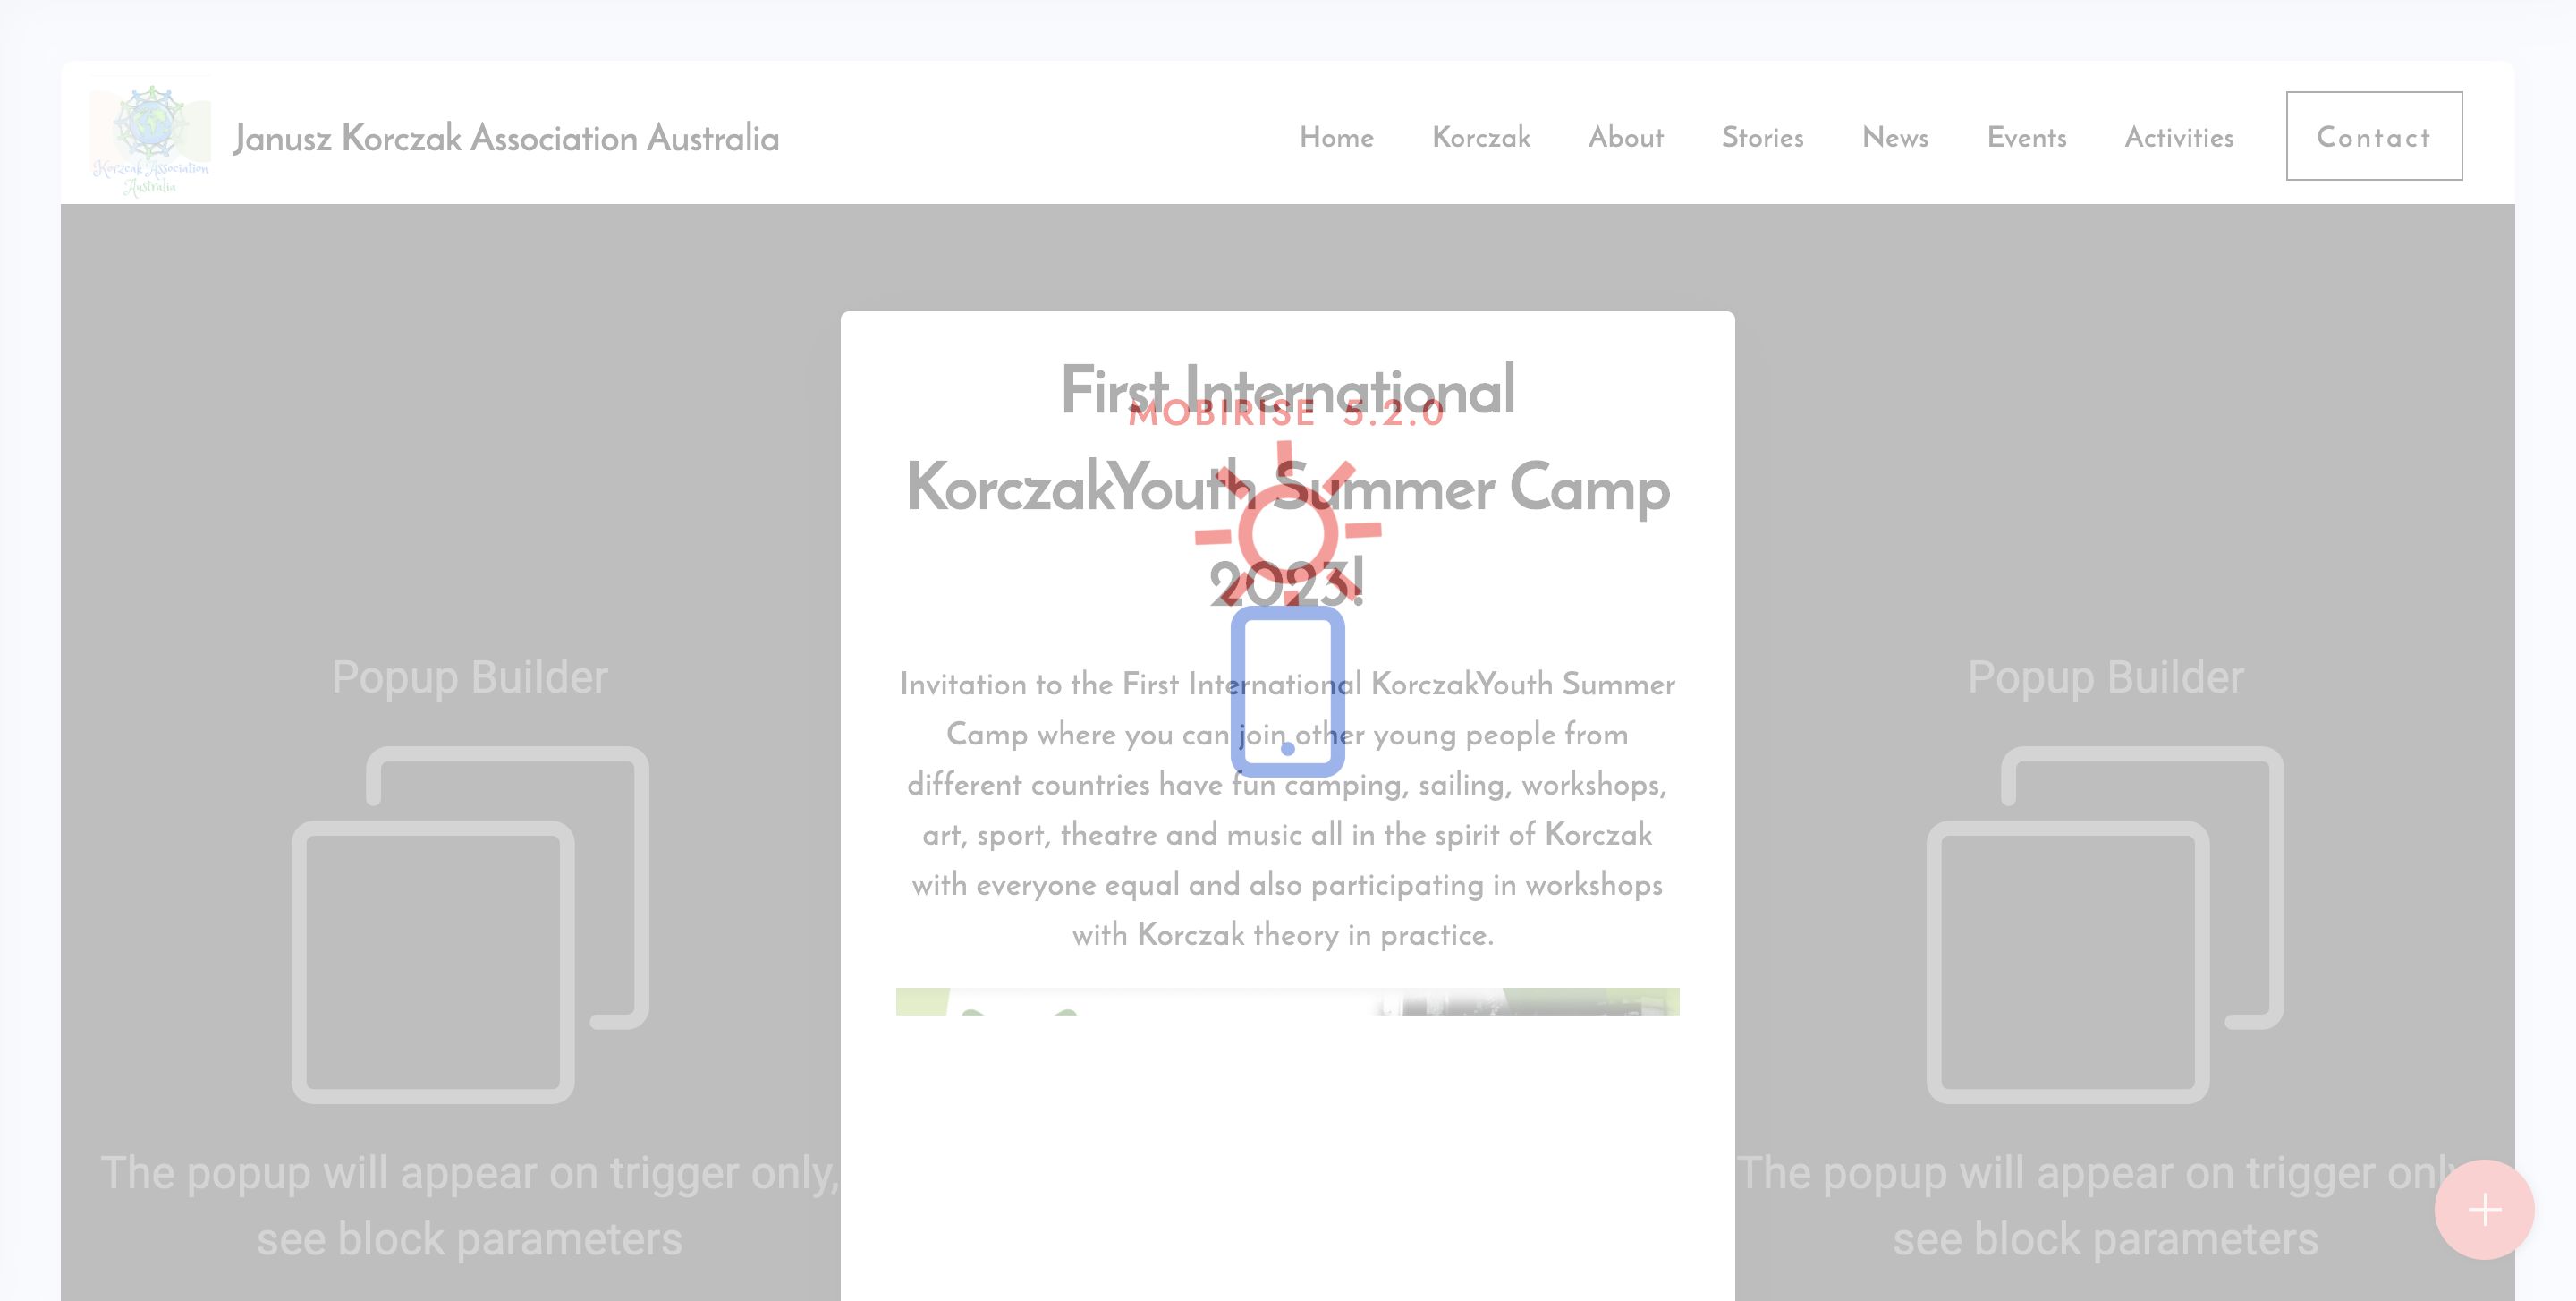 Korzcak Association
Australia
Janusz Korczak Association Australia
Home Korczak About Stories News Events Activities Contact
First International
MOBIRISE 5.2.0
KorczakYouth Summer Camp
2023!
Invitation to the First International KorczakYouth Summer
Camp where you can join other young people from
different countries have fun camping, sailing, workshops,
art, sport, theatre and music all in the spirit of Korczak
with everyone equal and also participating in workshops
with Korczak theory in practice.
Popup Builder
The popup will appear on trigger only,
see block parameters
Popup Builder
The popup will appear on trigger only,
see block parameters